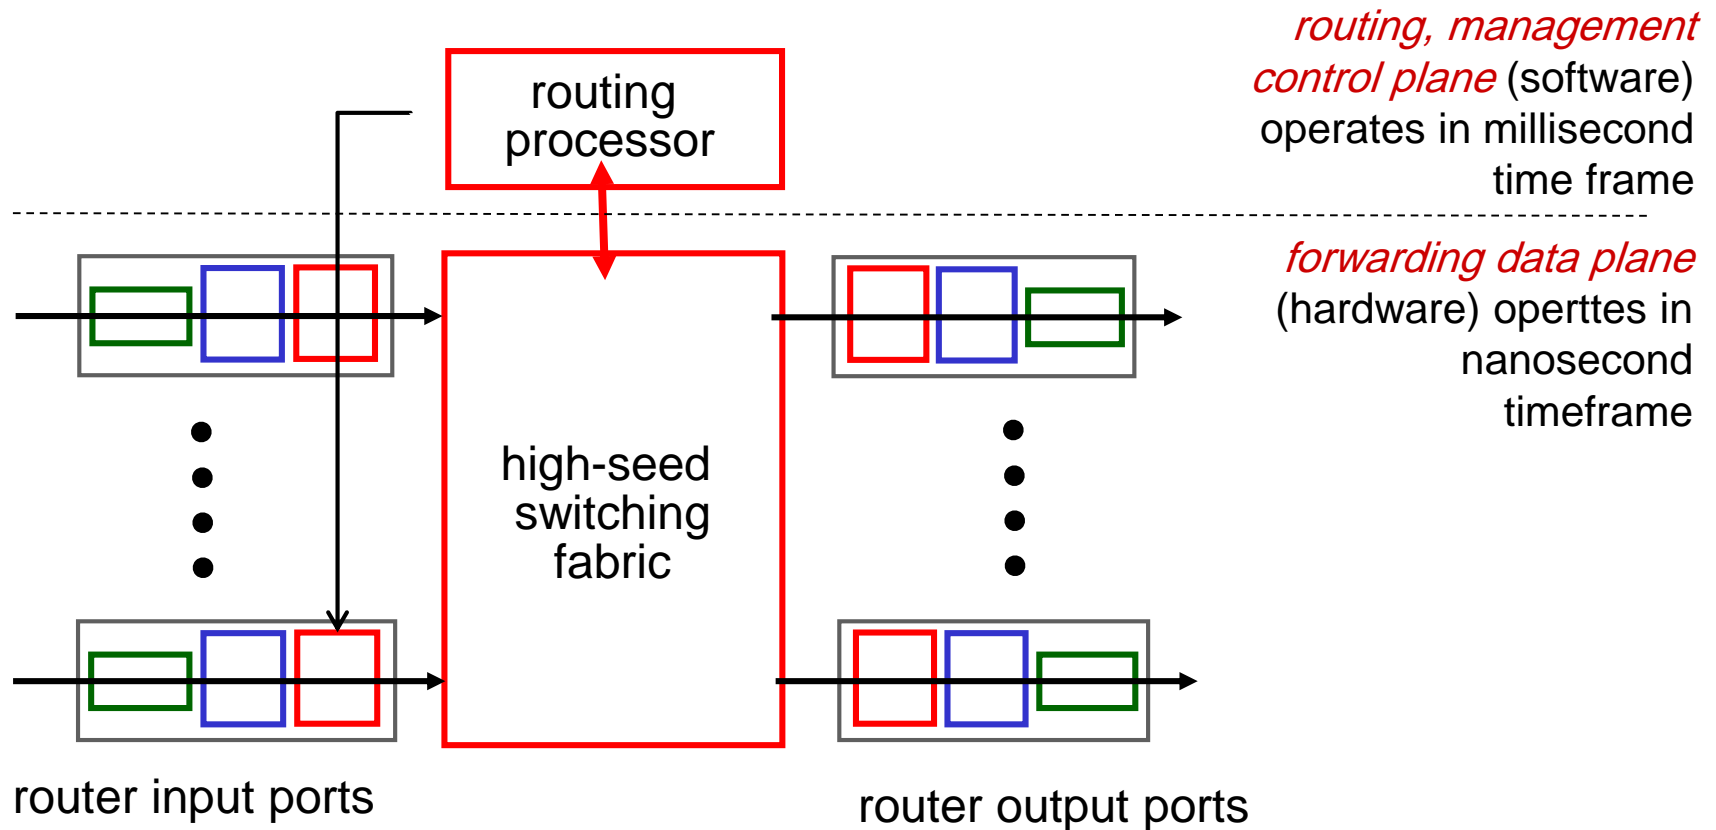 routing, management
control plane (software)
operates in millisecond
time frame
routing
processor
forwarding data plane
(hardware) operttes in
nanosecond
timeframe
high-seed
switching
fabric
router input ports
router output ports